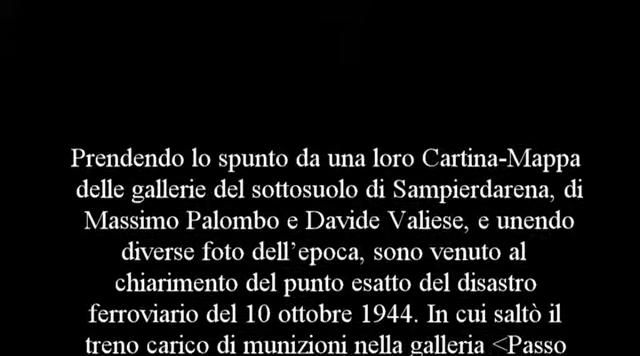 Prendendo lo spunto da una loro Cartina-Mappa
delle gallerie del sottosuolo di Sampierdarena, di
Massimo Palombo e Davide Valiese, e unendo
diverse foto dell'epoca, sono venuto al
chiarimento del punto esatto del disastro
ferroviario del 10 ottobre 1944. In cui saltò il
treno carico di munizioni nella galleria <Passo